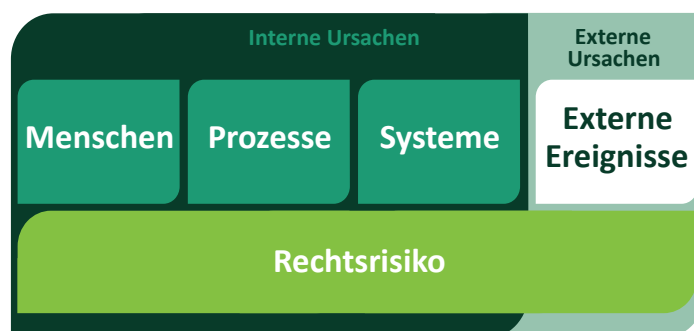 Interne Ursachen
Externe
Ursachen
Menschen
Prozesse
Systeme
Externe
Ereignisse
Rechtsrisiko